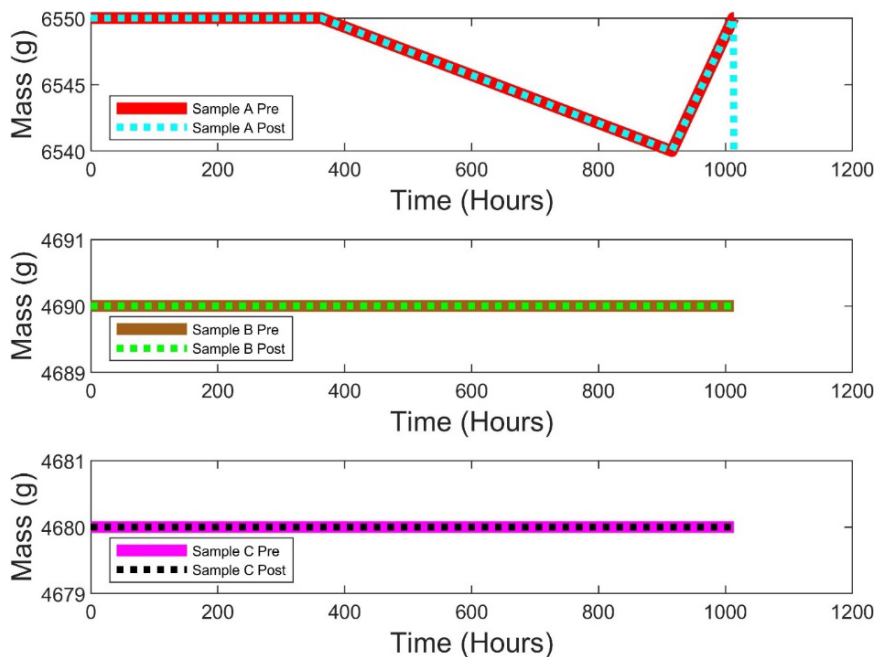 6550
6545
6540
Mass (g)
Sample A Pre
Sample A Post
0 200 400 600 800 1000 1200
Time (Hours)
4691
4690
4689
Mass (g)
Sample B Pre
Sample B Post
0 200 400 600 800 1000 1200
Time (Hours)
4681
4680
4679
Mass (g)
Sample C Pre
Sample C Post
0 200 400 600 800 1000 1200
Time (Hours)